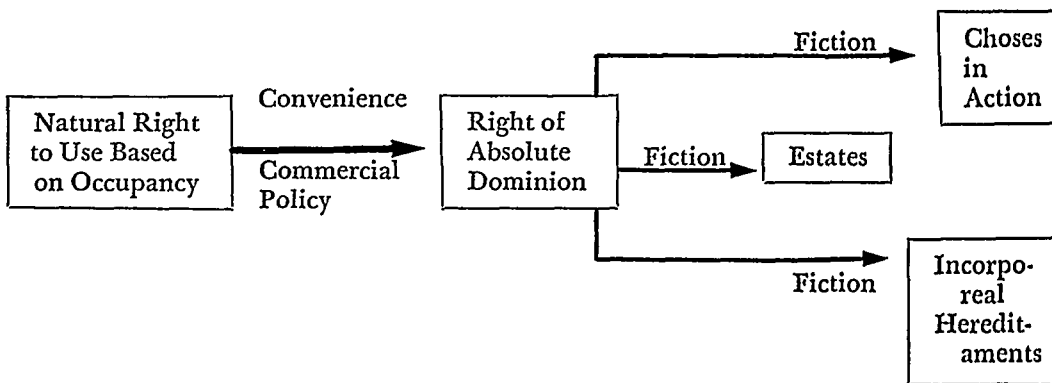 Natural Right
to Use Based
on Occupancy
Convenience
Commercial
Policy
Right of
Absolute
Dominion
Fiction
Choses
in
Action
Fiction
Estates
Fiction
Incorpo-
real
Heredit-
aments